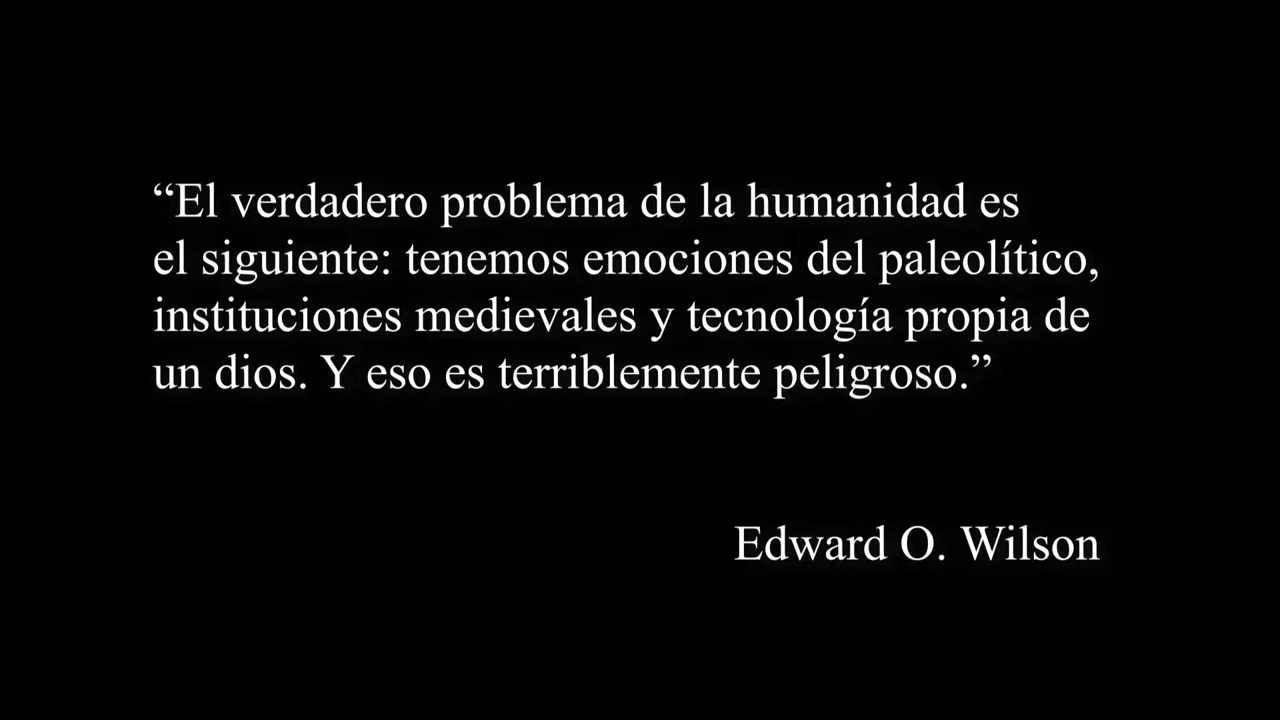 “El verdadero problema de la humanidad es
el siguiente: tenemos emociones del paleolítico,
instituciones medievales y tecnología propia de
un dios. Y eso es terriblemente peligroso.”
Edward O. Wilson